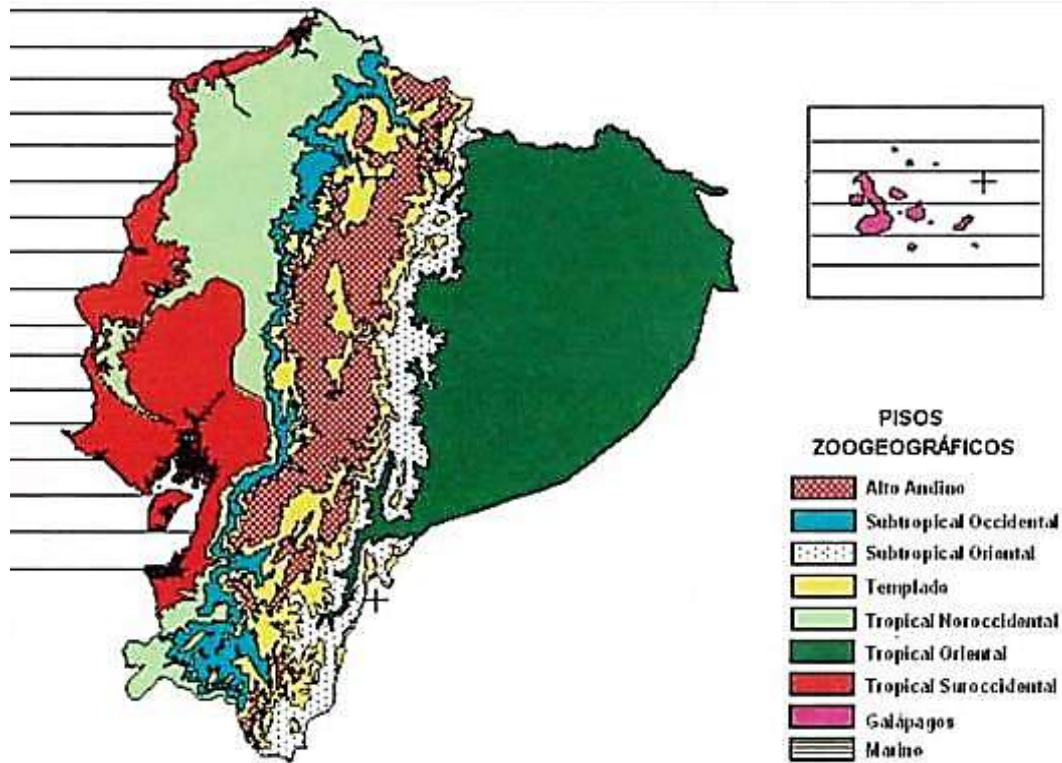 PISOS
ZOOGEOGRÁFICOS
Alto Andino
Subtropical Occidental
Subtropical Oriental
Templado
Tropical Noroccidental
Tropical Oriental
Tropical Suroccidental
Galápagos
Marino